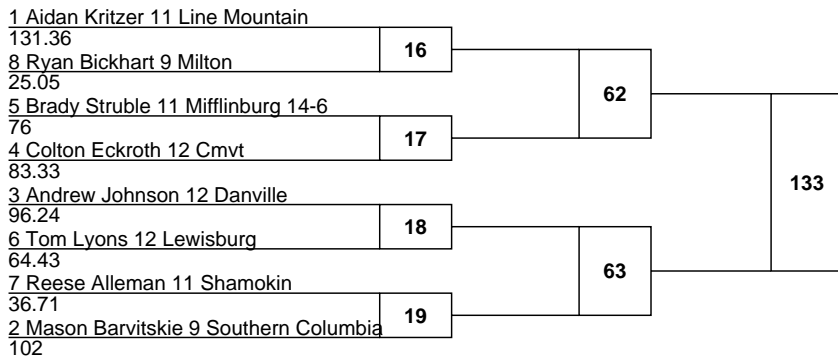 1 Aidan Kritzer 11 Line Mountain
131.36
16
8 Ryan Bickhart 9 Milton
25.05
62
5 Brady Struble 11 Mifflinburg 14-6
76
17
4 Colton Eckroth 12 Cmvt
83.33
133
3 Andrew Johnson 12 Danville
96.24
18
6 Tom Lyons 12 Lewisburg
64.43
63
7 Reese Alleman 11 Shamokin
36.71
19
2 Mason Barvitskie 9 Southern Columbia
102